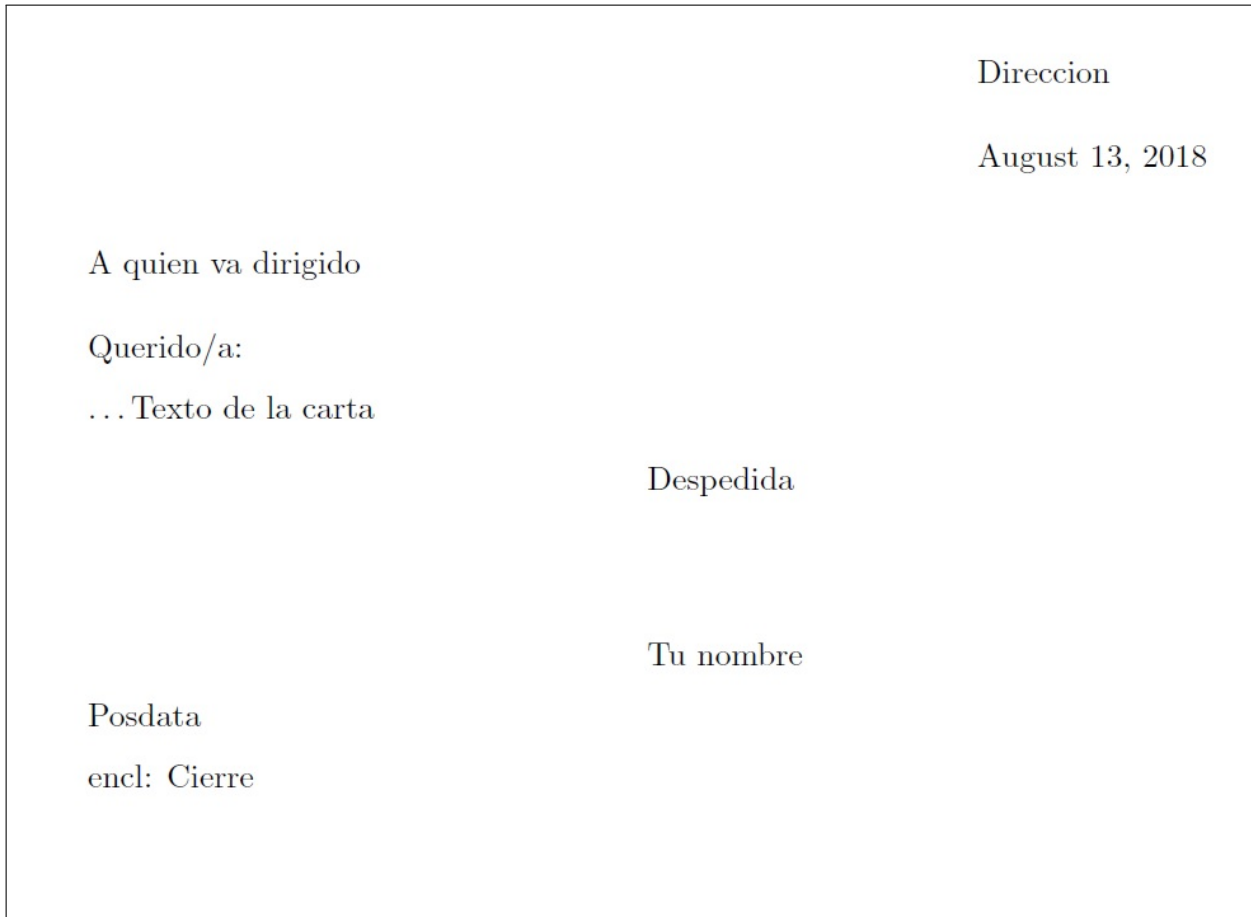 Direccion
August 13, 2018
A quien va dirigido
Querido/a:
...Texto de la carta
Despedida
Tu nombre
Posdata
encl: Cierre